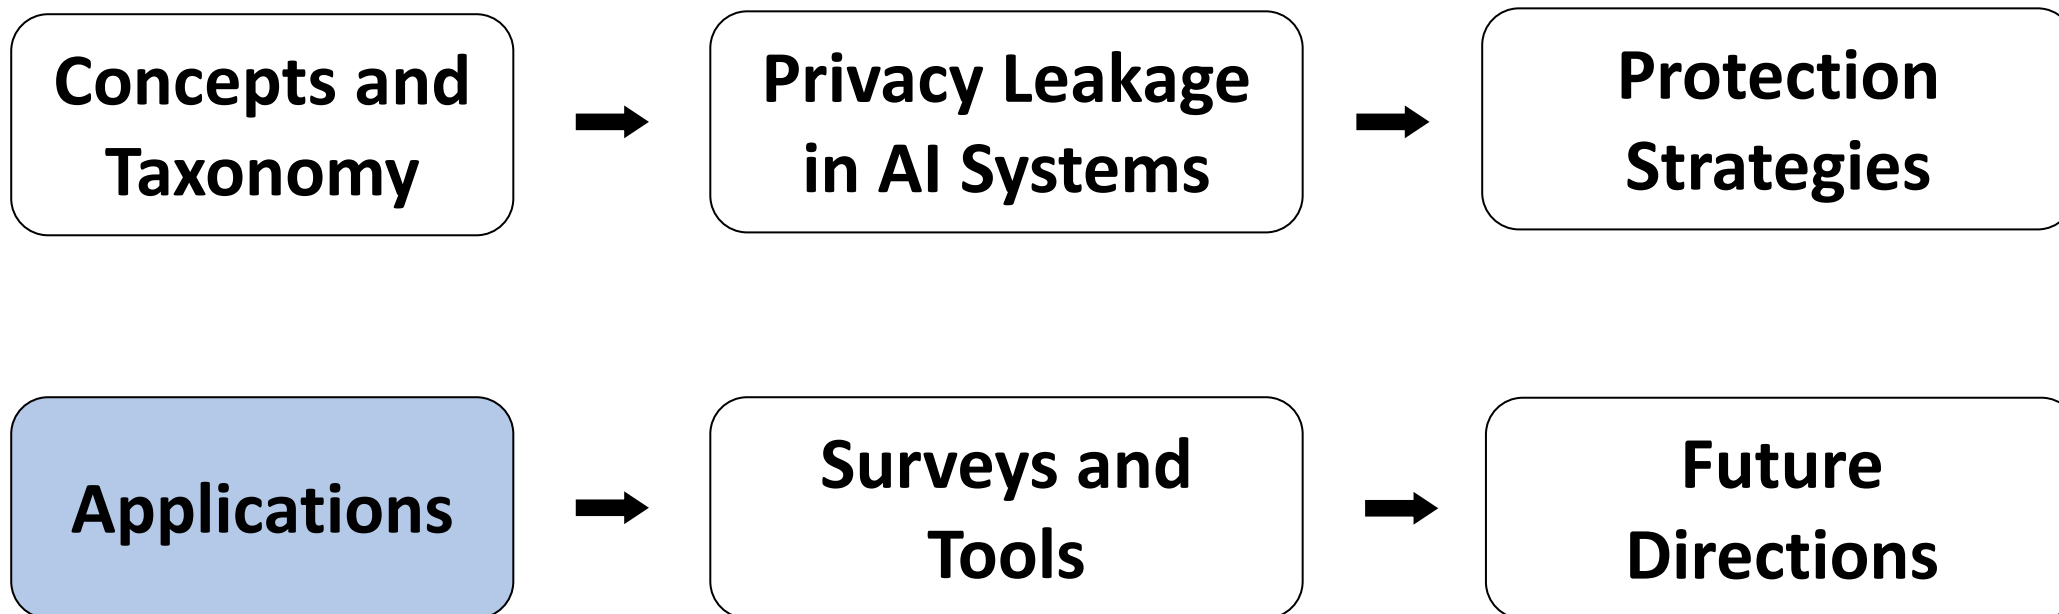 Concepts and
Taxonomy
Privacy Leakage
in AI Systems
Protection
Strategies
Applications
Surveys and
Tools
Future
Directions